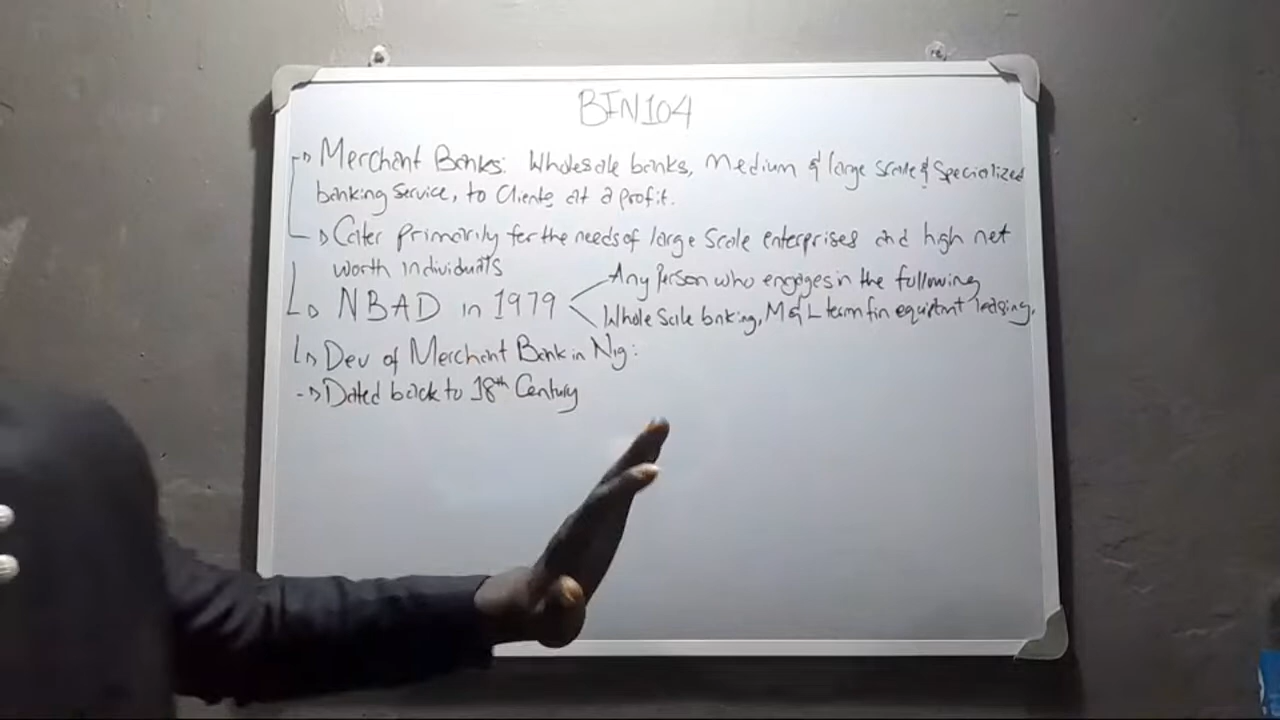 BFN104
Merchant Banks: Wholesale banks, Medium & large scale & Specialized
banking Service, to Clients at a profit.
Cater primarily for the needs of large Scale enterprises and high net
worth individuals
NBAD in 1979
Any Person who engages in the following
Whole Sale banking, M & L term fin equipment leasing.
Dev of Merchant Bank in Nig:
-> Dated back to 18th Century